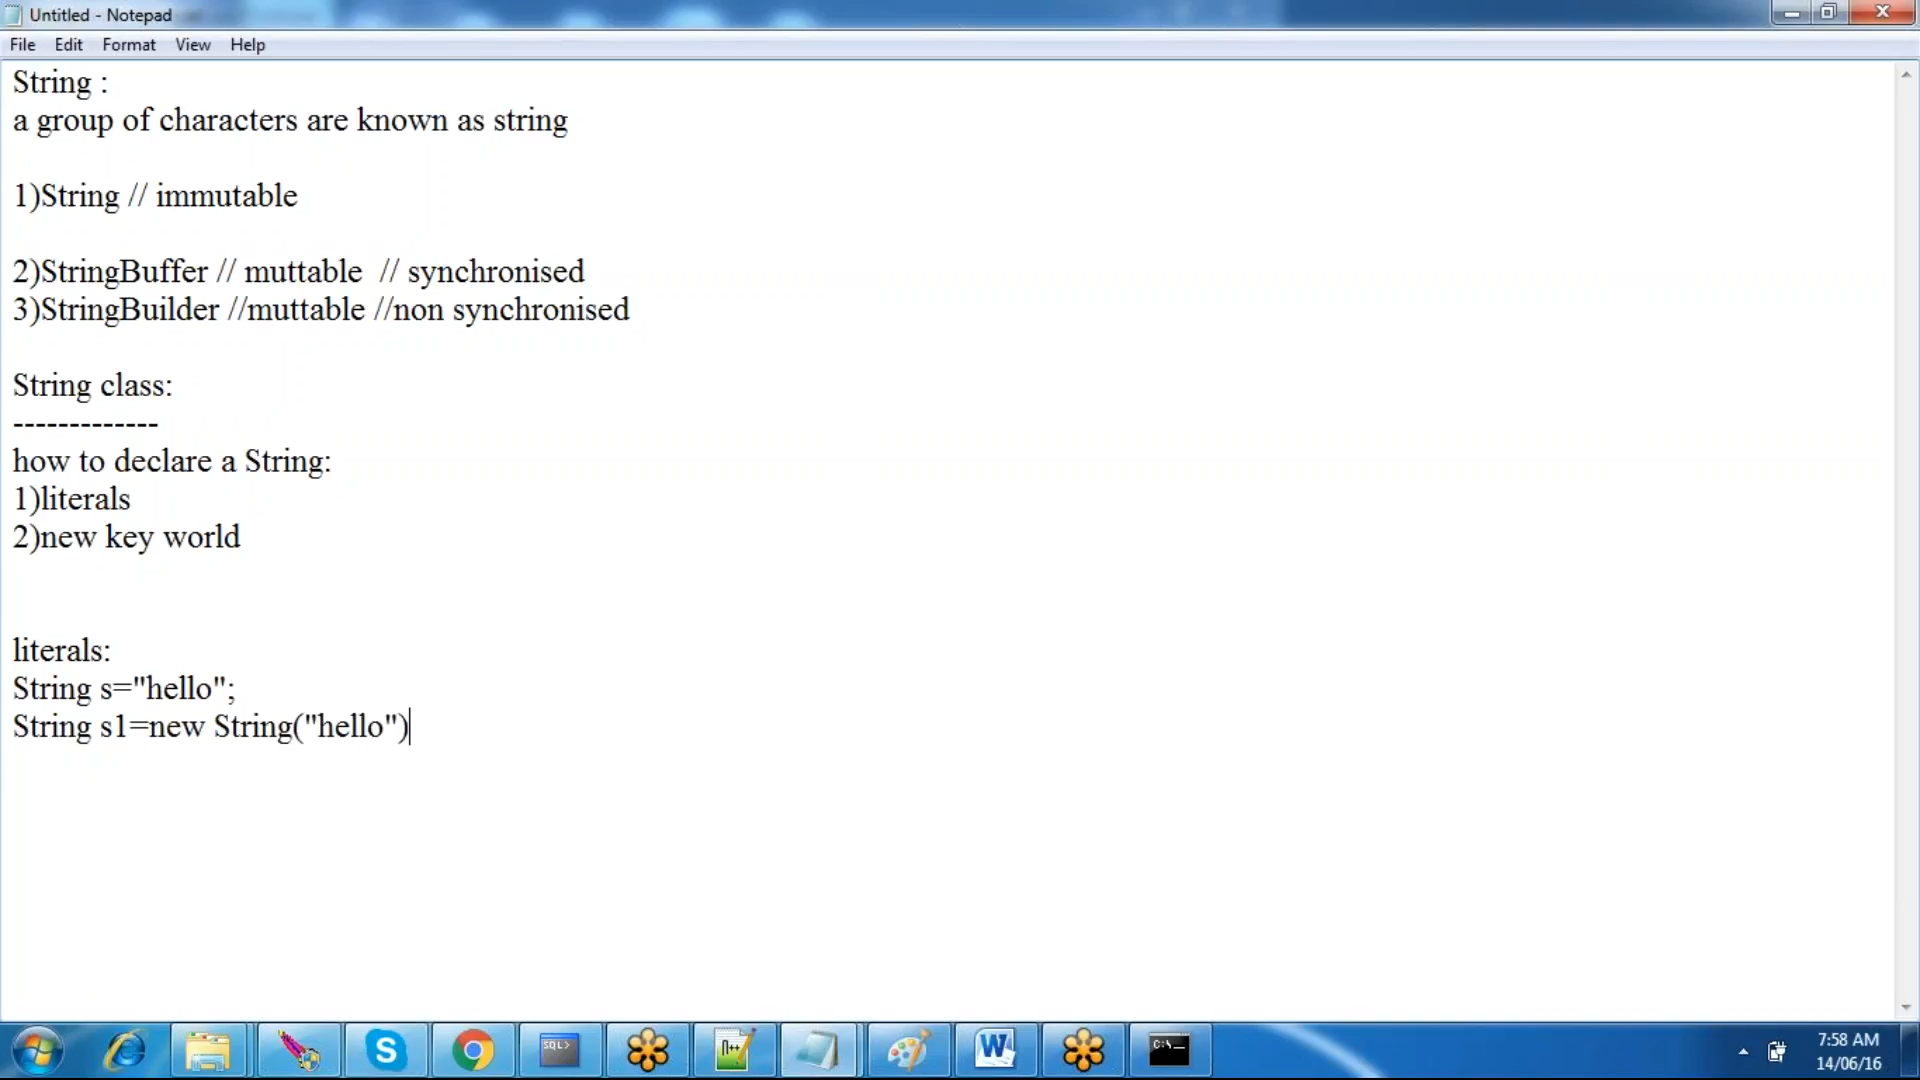 Untitled - Notepad
File Edit Format View Help
String :
a group of characters are known as string
1)String // immutable
2)StringBuffer // muttable  // synchronised
3)StringBuilder //muttable //non synchronised
String class:
-------------
how to declare a String:
1)literals
2)new key world
literals:
String s="hello";
String s1=new String("hello")
7:58 AM
14/06/16